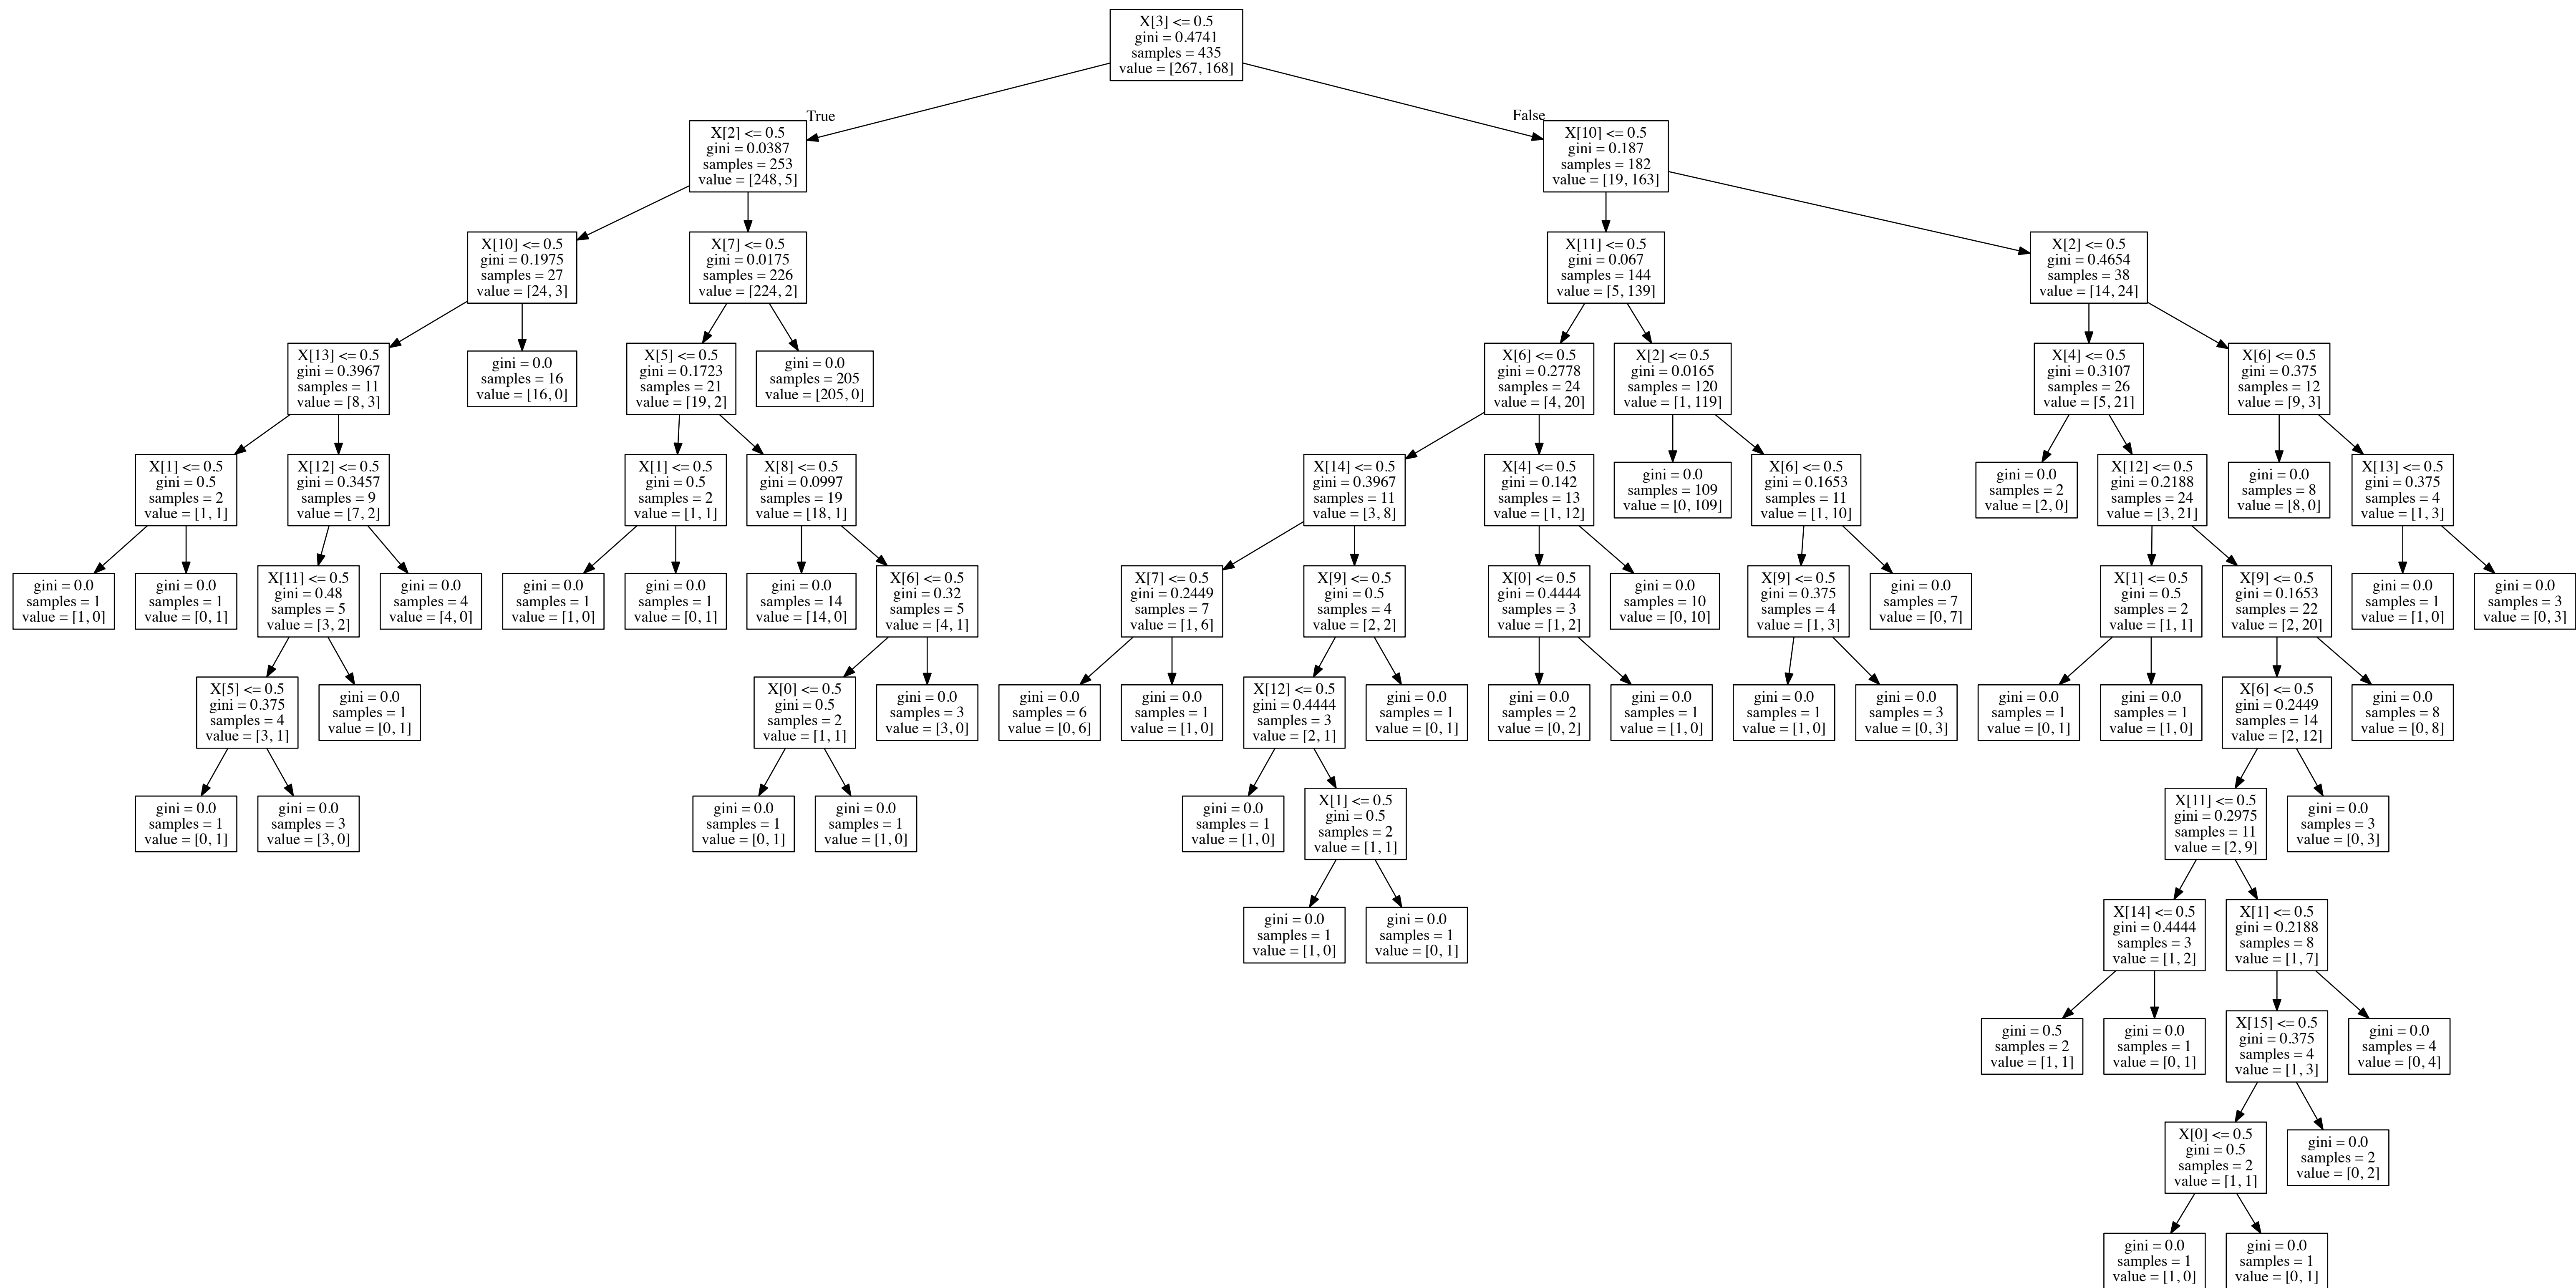 X[3] <= 0.5
gini = 0.4741
samples = 435
value = [267, 168]
True
False
X[2] <= 0.5
gini = 0.0387
samples = 253
value = [248, 5]
X[10] <= 0.5
gini = 0.187
samples = 182
value = [19, 163]
X[10] <= 0.5
gini = 0.1975
samples = 27
value = [24, 3]
X[7] <= 0.5
gini = 0.0175
samples = 226
value = [224, 2]
X[11] <= 0.5
gini = 0.067
samples = 144
value = [5, 139]
X[2] <= 0.5
gini = 0.4654
samples = 38
value = [14, 24]
X[13] <= 0.5
gini = 0.3967
samples = 11
value = [8, 3]
gini = 0.0
samples = 16
value = [16, 0]
X[5] <= 0.5
gini = 0.1723
samples = 21
value = [19, 2]
gini = 0.0
samples = 205
value = [205, 0]
X[6] <= 0.5
gini = 0.2778
samples = 24
value = [4, 20]
X[2] <= 0.5
gini = 0.0165
samples = 120
value = [1, 119]
X[4] <= 0.5
gini = 0.3107
samples = 26
value = [5, 21]
X[6] <= 0.5
gini = 0.375
samples = 12
value = [9, 3]
X[1] <= 0.5
gini = 0.5
samples = 2
value = [1, 1]
X[12] <= 0.5
gini = 0.3457
samples = 9
value = [7, 2]
X[1] <= 0.5
gini = 0.5
samples = 2
value = [1, 1]
X[8] <= 0.5
gini = 0.0997
samples = 19
value = [18, 1]
X[14] <= 0.5
gini = 0.3967
samples = 11
value = [3, 8]
X[4] <= 0.5
gini = 0.142
samples = 13
value = [1, 12]
gini = 0.0
samples = 109
value = [0, 109]
X[6] <= 0.5
gini = 0.1653
samples = 11
value = [1, 10]
gini = 0.0
samples = 2
value = [2, 0]
X[12] <= 0.5
gini = 0.2188
samples = 24
value = [3, 21]
gini = 0.0
samples = 8
value = [8, 0]
X[13] <= 0.5
gini = 0.375
samples = 4
value = [1, 3]
gini = 0.0
samples = 1
value = [1, 0]
gini = 0.0
samples = 1
value = [0, 1]
X[11] <= 0.5
gini = 0.48
samples = 5
value = [3, 2]
gini = 0.0
samples = 4
value = [4, 0]
gini = 0.0
samples = 1
value = [1, 0]
gini = 0.0
samples = 1
value = [0, 1]
gini = 0.0
samples = 14
value = [14, 0]
X[6] <= 0.5
gini = 0.32
samples = 5
value = [4, 1]
X[7] <= 0.5
gini = 0.2449
samples = 7
value = [1, 6]
X[9] <= 0.5
gini = 0.5
samples = 4
value = [2, 2]
X[0] <= 0.5
gini = 0.4444
samples = 3
value = [1, 2]
gini = 0.0
samples = 10
value = [0, 10]
X[9] <= 0.5
gini = 0.375
samples = 4
value = [1, 3]
gini = 0.0
samples = 7
value = [0, 7]
X[1] <= 0.5
gini = 0.5
samples = 2
value = [1, 1]
X[9] <= 0.5
gini = 0.1653
samples = 22
value = [2, 20]
gini = 0.0
samples = 1
value = [1, 0]
gini = 0.0
samples = 3
value = [0, 3]
X[5] <= 0.5
gini = 0.375
samples = 4
value = [3, 1]
gini = 0.0
samples = 1
value = [0, 1]
X[0] <= 0.5
gini = 0.5
samples = 2
value = [1, 1]
gini = 0.0
samples = 3
value = [3, 0]
gini = 0.0
samples = 6
value = [0, 6]
gini = 0.0
samples = 1
value = [1, 0]
X[12] <= 0.5
gini = 0.4444
samples = 3
value = [2, 1]
gini = 0.0
samples = 1
value = [0, 1]
gini = 0.0
samples = 2
value = [0, 2]
gini = 0.0
samples = 1
value = [1, 0]
gini = 0.0
samples = 1
value = [1, 0]
gini = 0.0
samples = 3
value = [0, 3]
gini = 0.0
samples = 1
value = [0, 1]
gini = 0.0
samples = 1
value = [1, 0]
X[6] <= 0.5
gini = 0.2449
samples = 14
value = [2, 12]
gini = 0.0
samples = 8
value = [0, 8]
gini = 0.0
samples = 1
value = [0, 1]
gini = 0.0
samples = 3
value = [3, 0]
gini = 0.0
samples = 1
value = [0, 1]
gini = 0.0
samples = 1
value = [1, 0]
gini = 0.0
samples = 1
value = [1, 0]
X[1] <= 0.5
gini = 0.5
samples = 2
value = [1, 1]
X[11] <= 0.5
gini = 0.2975
samples = 11
value = [2, 9]
gini = 0.0
samples = 3
value = [0, 3]
gini = 0.0
samples = 1
value = [1, 0]
gini = 0.0
samples = 1
value = [0, 1]
X[14] <= 0.5
gini = 0.4444
samples = 3
value = [1, 2]
X[1] <= 0.5
gini = 0.2188
samples = 8
value = [1, 7]
gini = 0.5
samples = 2
value = [1, 1]
gini = 0.0
samples = 1
value = [0, 1]
X[15] <= 0.5
gini = 0.375
samples = 4
value = [1, 3]
gini = 0.0
samples = 4
value = [0, 4]
X[0] <= 0.5
gini = 0.5
samples = 2
value = [1, 1]
gini = 0.0
samples = 2
value = [0, 2]
gini = 0.0
samples = 1
value = [1, 0]
gini = 0.0
samples = 1
value = [0, 1]